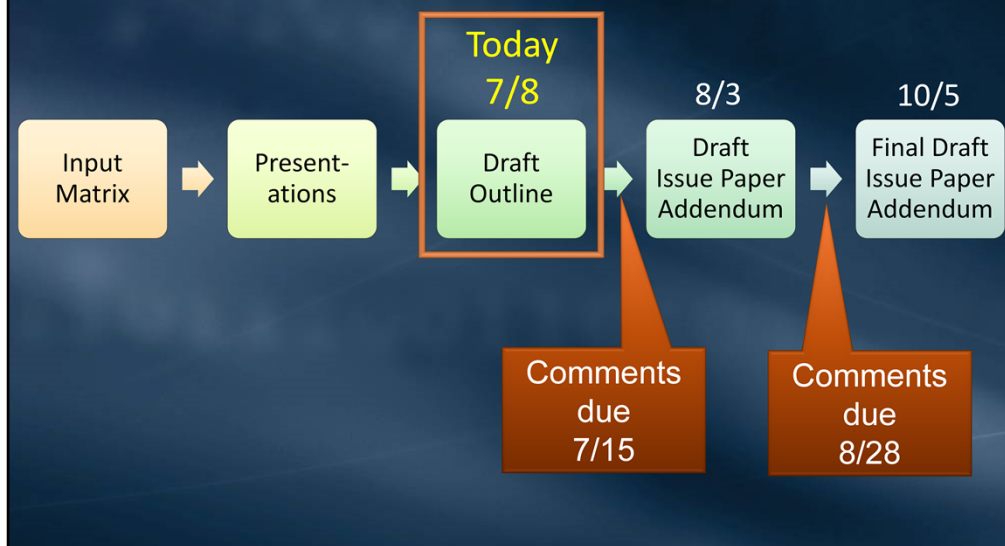 Today
7/8
8/3
10/5
Input
Matrix
Present-
ations
Draft
Outline
Draft
Issue Paper
Addendum
Final Draft
Issue Paper
Addendum
Comments
due
7/15
Comments
due
8/28